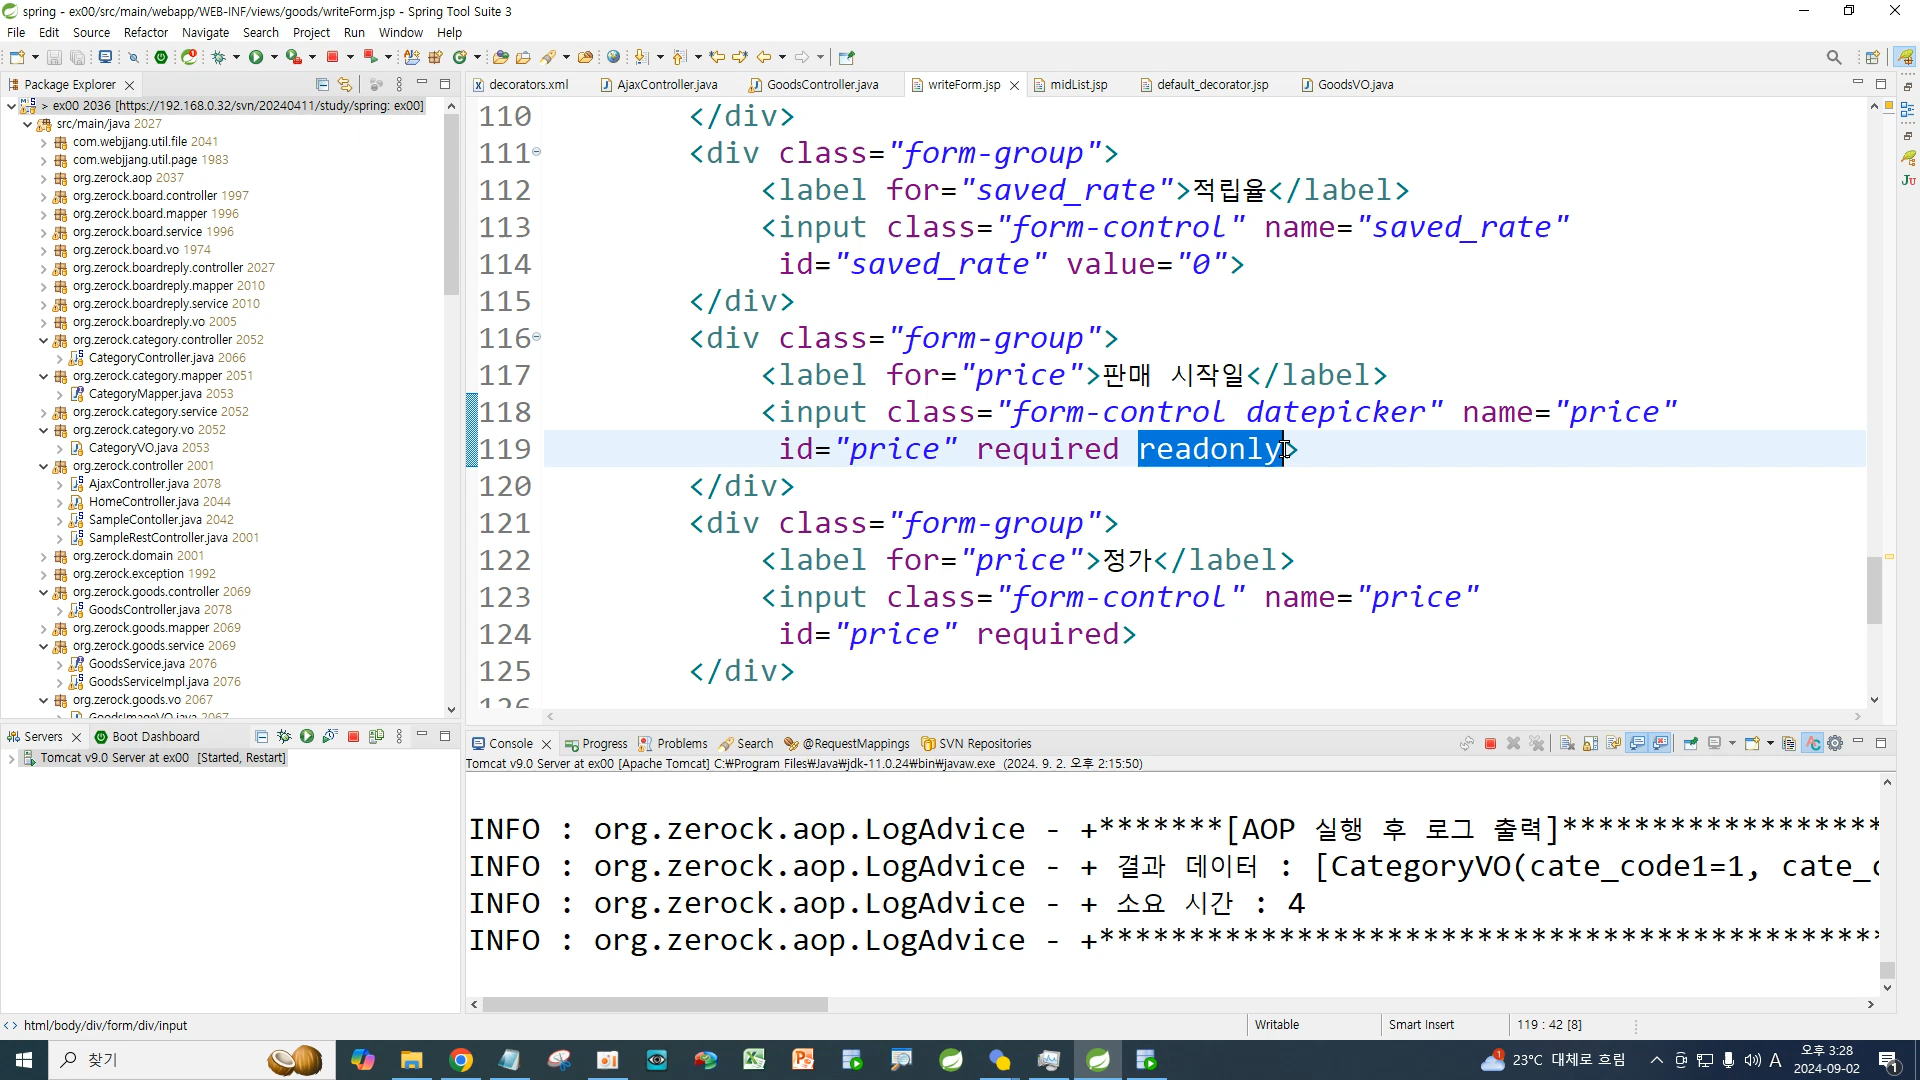 spring - ex00/src/main/webapp/WEB-INF/views/goods/writeForm.jsp - Spring Tool Suite 3
File Edit Source Refactor Navigate Search Project Run Window Help
Package Explorer
> ex00 2036 [https://192.168.0.32/svn/20240411/study/spring: ex00]
src/main/java 2027
com.webjjang.util.file 2041
com.webjjang.util.page 1983
org.zerock.aop 2037
org.zerock.board.controller 1997
org.zerock.board.mapper 1996
org.zerock.board.service 1996
org.zerock.board.vo 1974
org.zerock.boardreply.controller 2027
org.zerock.boardreply.mapper 2010
org.zerock.boardreply.service 2010
org.zerock.boardreply.vo 2005
org.zerock.category.controller 2052
CategoryController.java 2066
org.zerock.category.mapper 2051
CategoryMapper.java 2053
org.zerock.category.service 2052
org.zerock.category.vo 2052
CategoryVO.java 2053
org.zerock.controller 2001
AjaxController.java 2078
HomeController.java 2044
SampleContoller.java 2042
SampleRestController.java 2001
org.zerock.domain 2001
org.zerock.exception 1992
org.zerock.goods.controller 2069
GoodsController.java 2078
org.zerock.goods.mapper 2069
org.zerock.goods.service 2069
GoodsService.java 2076
GoodsServiceImpl.java 2076
org.zerock.goods.vo 2067
GoodsImageVO.java 2067
decorators.xml AjaxController.java GoodsController.java writeForm.jsp midList.jsp default_decorator.jsp GoodsVO.java
110 </div>
111 <div class="form-group">
112 <label for="saved_rate">적립율</label>
113 <input class="form-control" name="saved_rate"
114 id="saved_rate" value="0">
115 </div>
116 <div class="form-group">
117 <label for="price">판매 시작일</label>
118 <input class="form-control datepicker" name="price"
119 id="price" required readonly>
120 </div>
121 <div class="form-group">
122 <label for="price">정가</label>
123 <input class="form-control" name="price"
124 id="price" required>
125 </div>
126
Servers Boot Dashboard
Tomcat v9.0 Server at ex00 [Started, Restart]
Console Progress Problems Search @RequestMappings SVN Repositories
Tomcat v9.0 Server at ex00 [Apache Tomcat] C:₩Program Files₩Java₩jdk-11.0.24₩bin₩javaw.exe (2024. 9. 2. 오후 2:15:50)
INFO : org.zerock.aop.LogAdvice - +*******[AOP 실행 후 로그 출력]******************
INFO : org.zerock.aop.LogAdvice - + 결과 데이터 : [CategoryVO(cate_code1=1, cate_c
INFO : org.zerock.aop.LogAdvice - + 소요 시간 : 4
INFO : org.zerock.aop.LogAdvice - +********************************************
html/body/div/form/div/input Writable Smart Insert 119 : 42 [8]
찾기 23°C 대체로 흐림 A 오후 3:28
2024-09-02
1